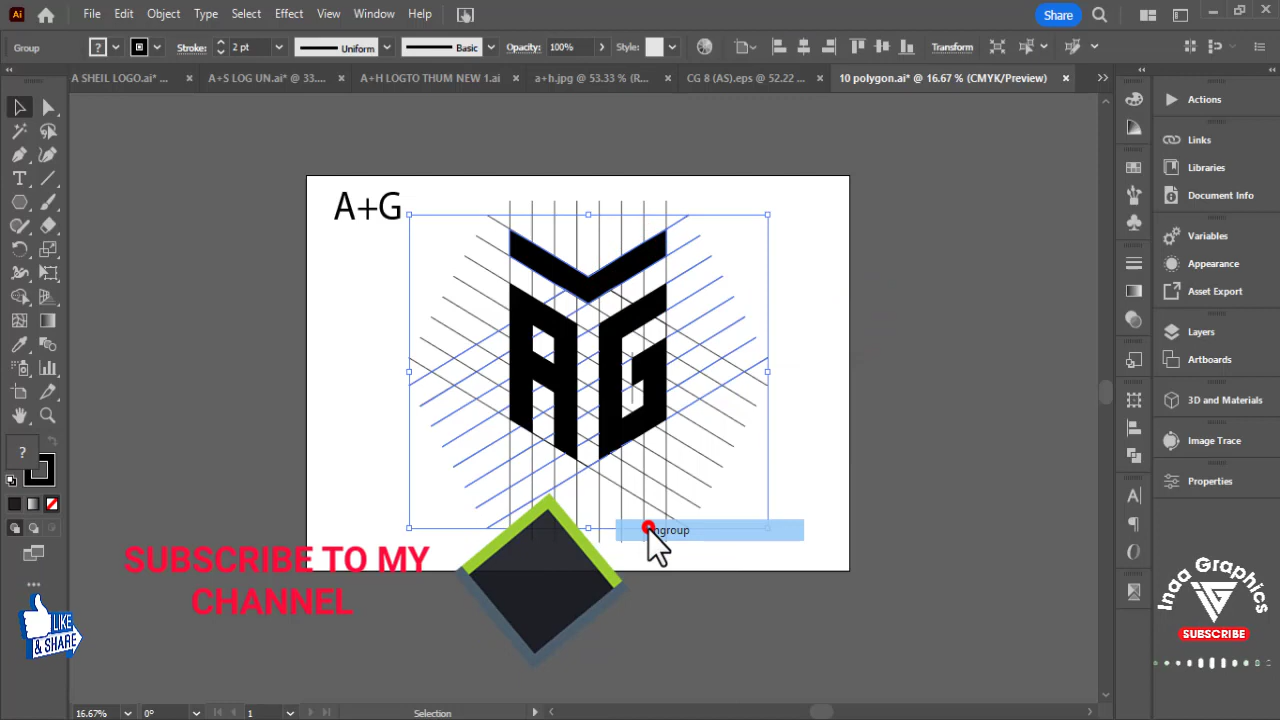 Ai File Edit Object Type Select Effect View Window Help Share
Group ? Stroke: 2 pt Uniform Basic Opacity: 100% Style: Transform
A SHEIL LOGO.ai* × A+S LOG UN.ai* @ 33.... × A+H LOGTO THUM NEW 1.ai × a+h.jpg @ 53.33 % (R... × CG 8 (AS).eps @ 52.22 ... × 10 polygon.ai* @ 16.67 % (CMYK/Preview) ×
Actions
Links
Libraries
Document Info
Variables
Appearance
Asset Export
Layers
Artboards
3D and Materials
Image Trace
Properties
A+G
AG
?
ngroup
SUBSCRIBE TO MY
CHANNEL
LIKE
& SHARE
Inaa Graphics
SUBSCRIBE
16.67% 0° 1 Selection